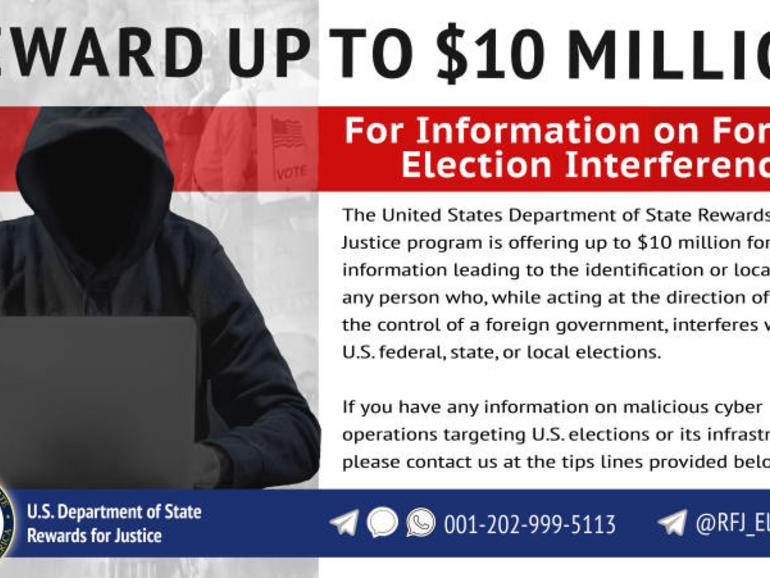 EWARD UP TO $10 MILLIO
For Information on For
Election Interferenc
VOTE
The United States Department of State Rewards
Justice program is offering up to $10 million for
information leading to the identification or loca
any person who, while acting at the direction of
the control of a foreign government, interferes w
U.S. federal, state, or local elections.
If you have any information on malicious cyber
operations targeting U.S. elections or its infrastr
please contact us at the tips lines provided belo
U.S. Department of State
Rewards for Justice
001-202-999-5113
@RFJ_El